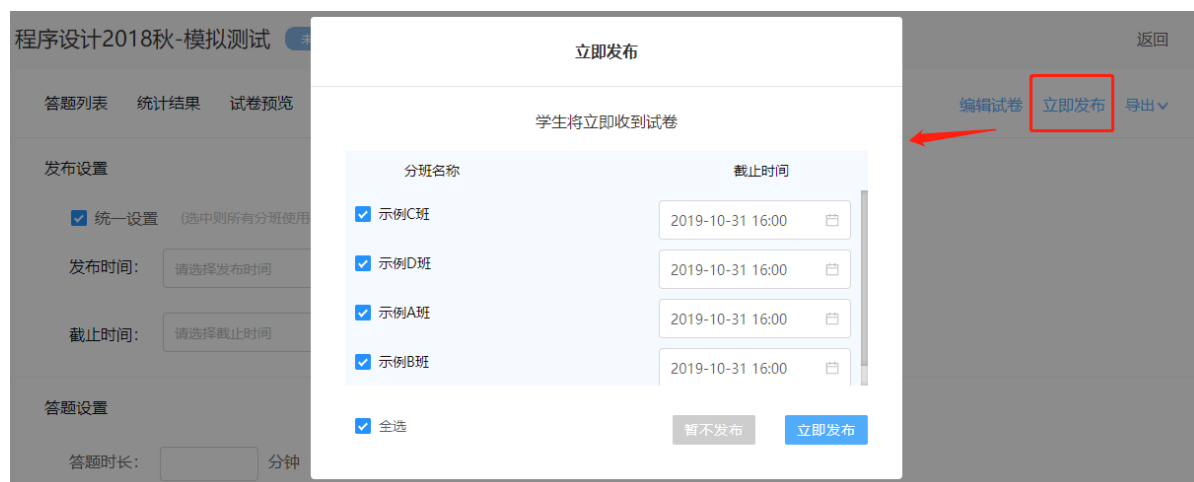 程序设计2018秋-模拟测试
返回
答题列表 统计结果 试卷预览
编辑试卷 立即发布 导出
立即发布
学生将立即收到试卷
分班名称 截止时间
示例C班 2019-10-31 16:00
示例D班 2019-10-31 16:00
示例A班 2019-10-31 16:00
示例B班 2019-10-31 16:00
全选 暂不发布 立即发布
发布设置
统一设置 (选中则所有分班使用
发布时间: 请选择发布时间
截止时间: 请选择截止时间
答题设置
答题时长: 分钟